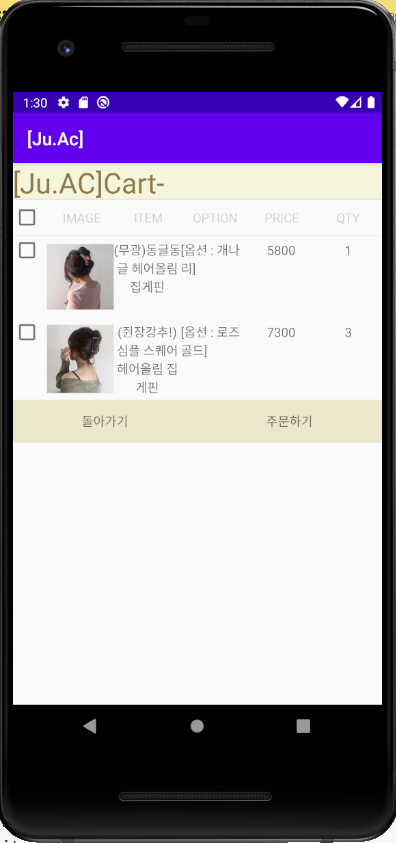 1:30
[Ju.Ac]
[Ju.AC]Cart-
IMAGE ITEM OPTION PRICE QTY
(무광)동글동 [옵션 : 개나 5800 1
글 헤어올림 리]
집게핀
(쥔장강추!) [옵션 : 로즈 7300 3
심플 스퀘어 골드]
헤어올림 집
게핀
돌아가기 주문하기